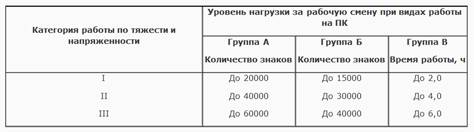 Категория работы по тяжести и
напряженности
Уровень нагрузки за рабочую смену при видах работы
на ПК
Группа А
Группа Б
Группа В
Количество знаков
Количество знаков
Время работы, ч
I
До 20000
До 15000
До 2,0
II
До 40000
До 30000
До 4,0
III
До 60000
До 40000
До 6,0